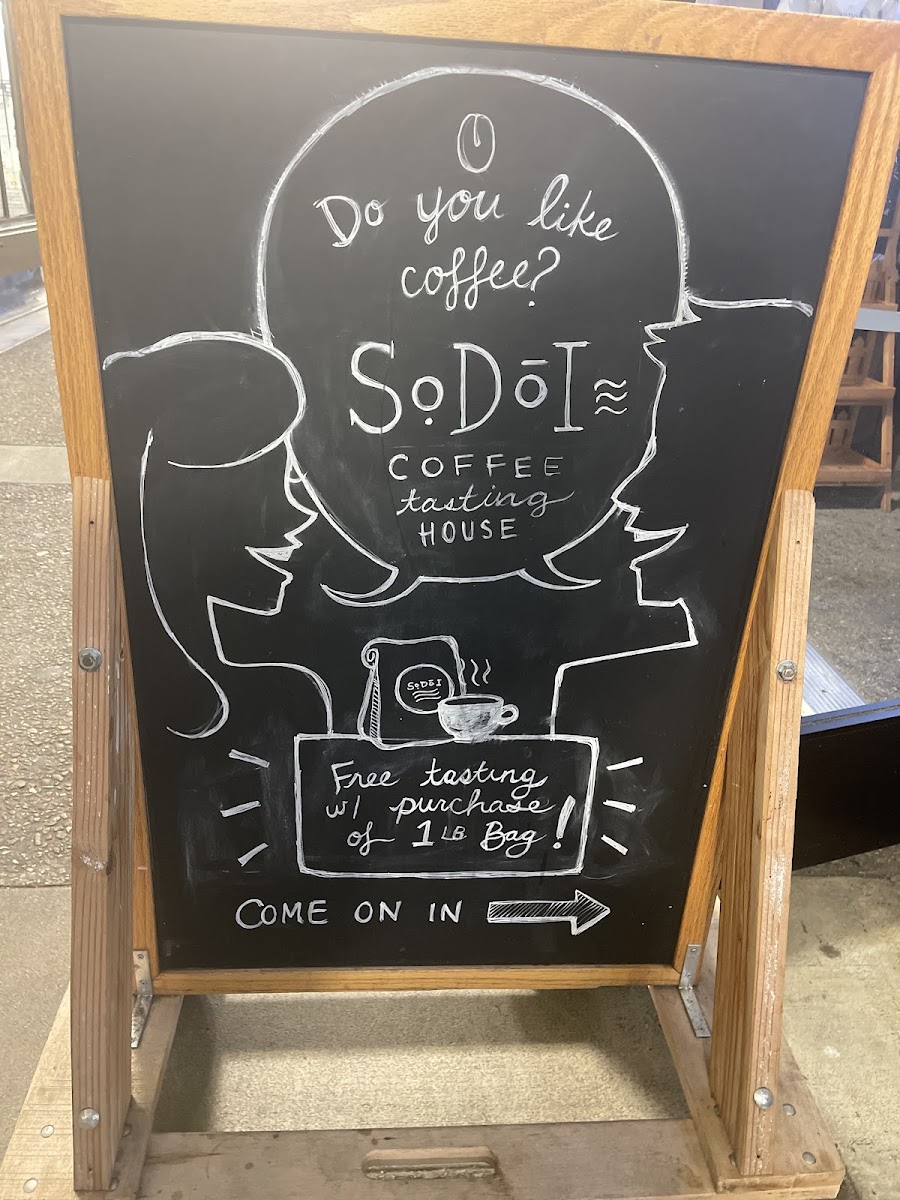 Do you like
coffee?
SoDōI
COFFEE
tasting
HOUSE
SoDōI
Free tasting
w/ purchase
of 1 LB Bag!
COME ON IN